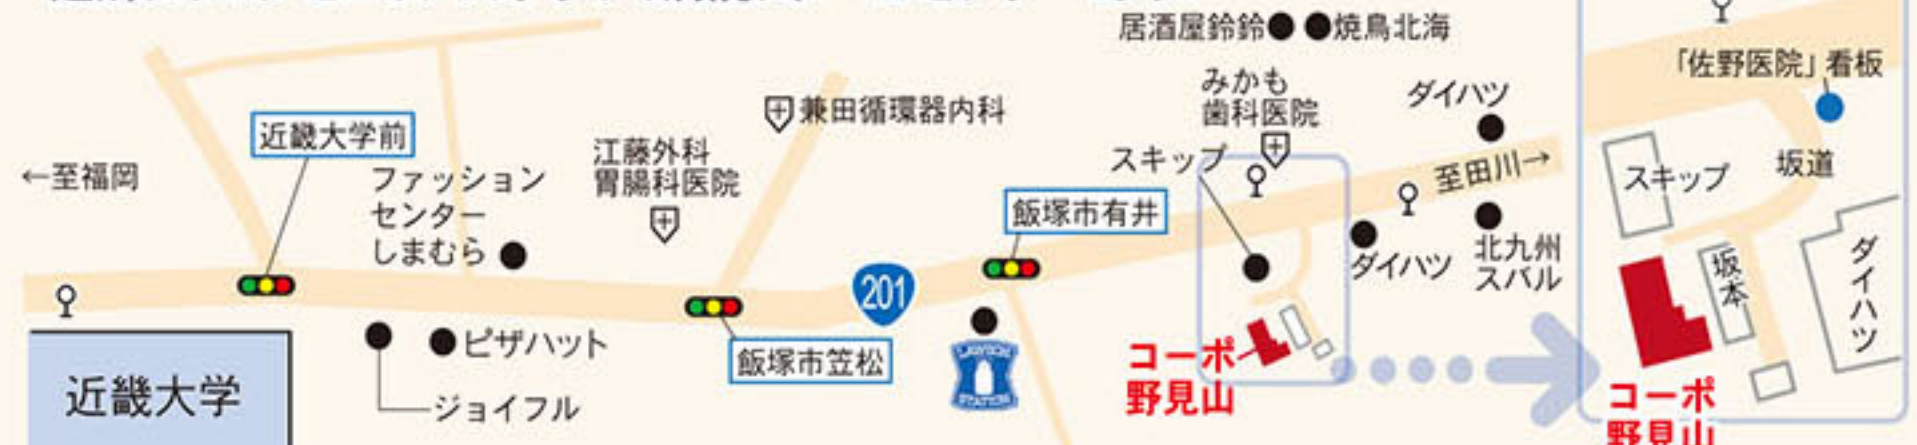 居酒屋鈴鈴
焼鳥北海
みかも
歯科医院
ダイハツ
「佐野医院」看板
兼田循環器内科
近畿大学前
江藤外科
胃腸科医院
←至福岡
ファッション
センター
しまむら
スキップ
至田川→
飯塚市有井
スキップ
坂道
201
ダイハツ
北九州
スバル
坂本
ダイハツ
ピザハット
飯塚市笠松
LAWSON
STATION
コーポ
野見山
近畿大学
ジョイフル
コーポ
野見山